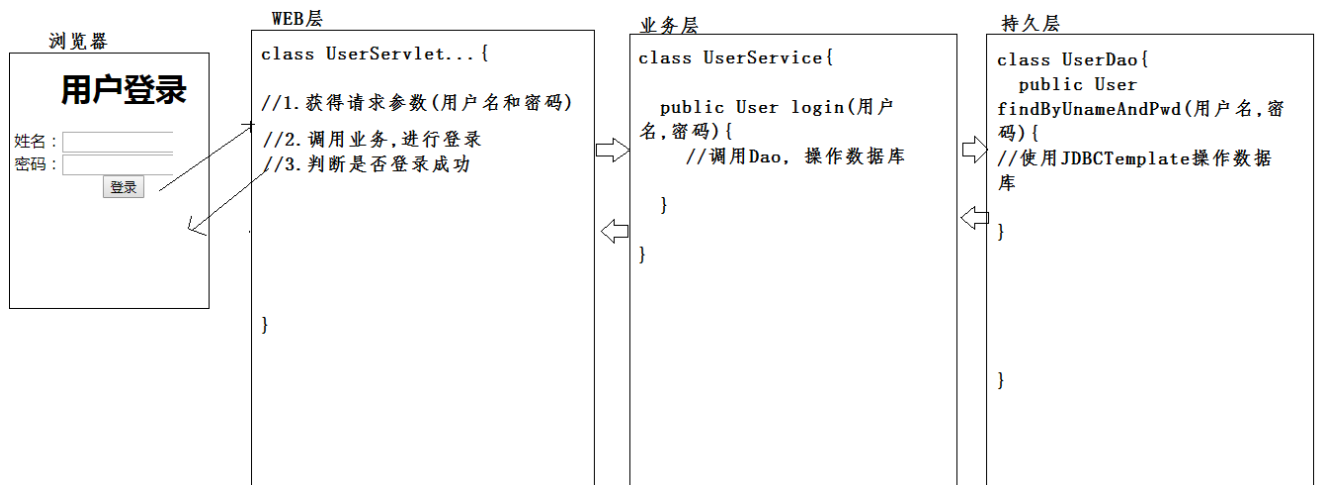 浏览器
用户登录
姓名：
密码：
登录
WEB层
class UserServlet...{
//1.获得请求参数(用户名和密码)
//2.调用业务,进行登录
//3.判断是否登录成功
}
业务层
class UserService{
public User login(用户
名,密码){
//调用Dao, 操作数据库
}
}
持久层
class UserDao{
public User
findByUnameAndPwd(用户名,密
码){
//使用JDBCTemplate操作数据
库
}
}